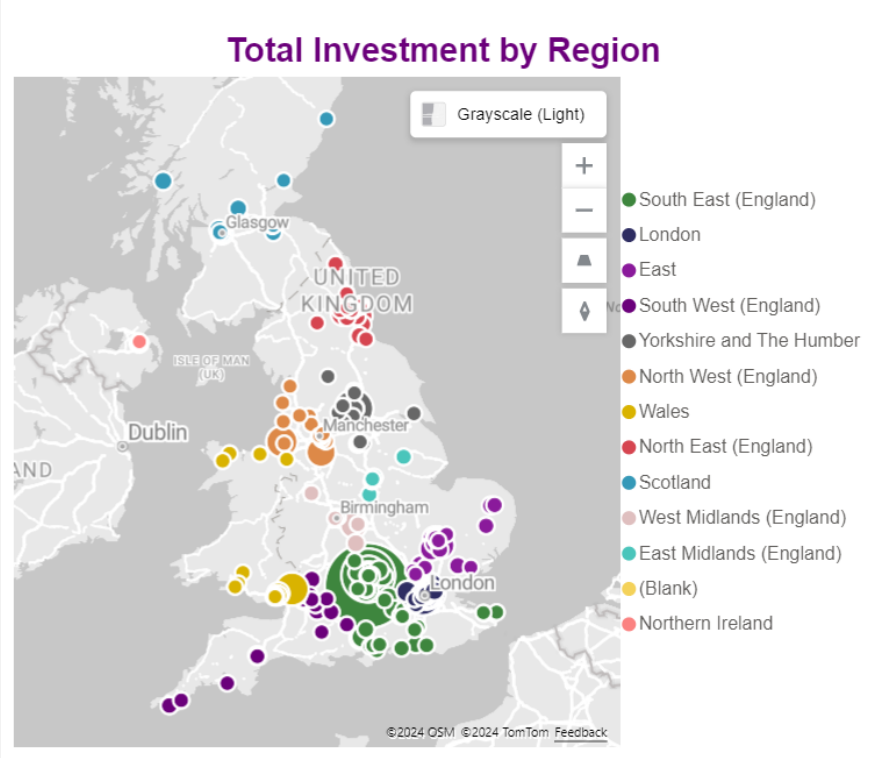 Total Investment by Region
Grayscale (Light)
+
−
Glasgow
UNITED
KINGDOM
No
ISLE OF MAN
(UK)
Dublin
Manchester
AND
Birmingham
London
©2024 OSM ©2024 TomTom Feedback
South East (England)
London
East
South West (England)
Yorkshire and The Humber
North West (England)
Wales
North East (England)
Scotland
West Midlands (England)
East Midlands (England)
(Blank)
Northern Ireland